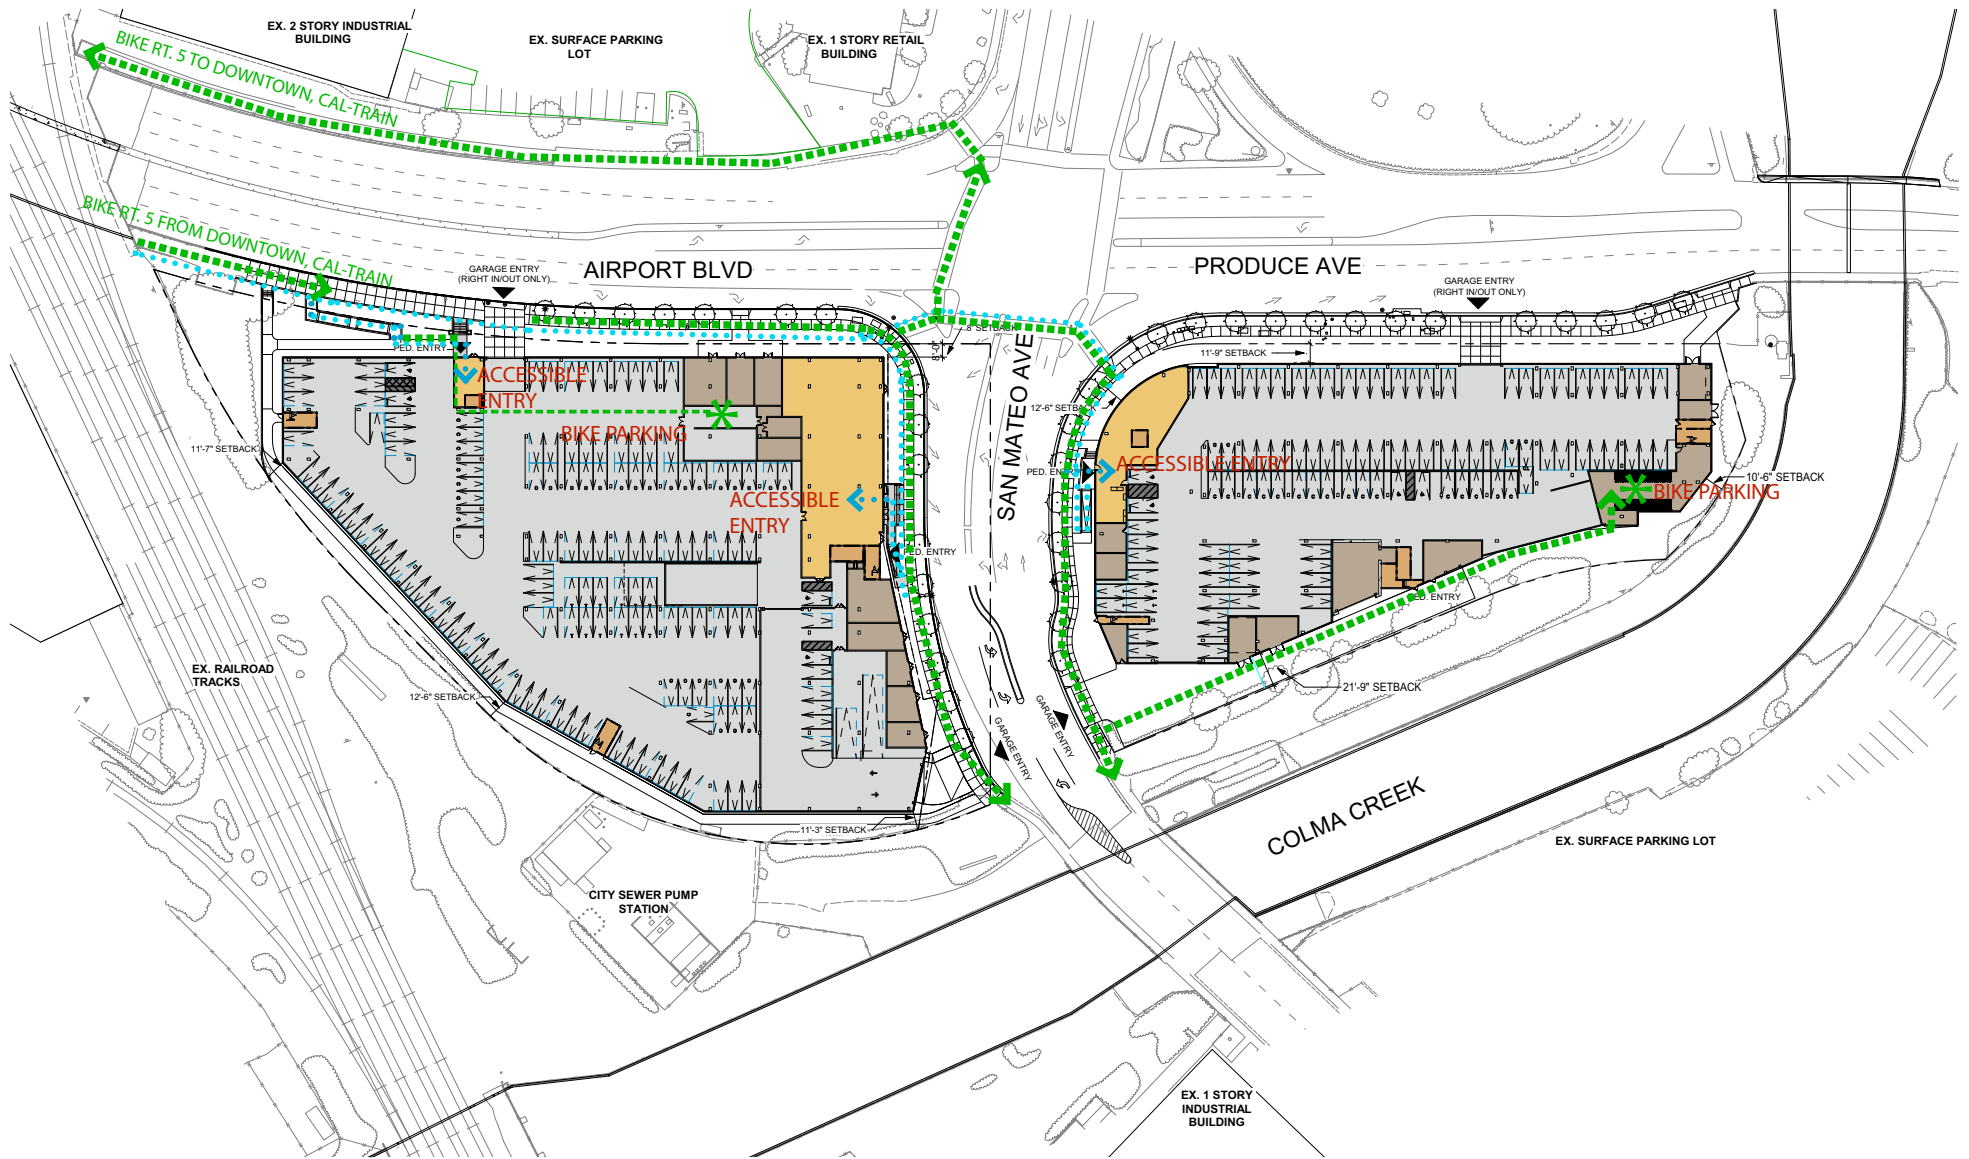 EX. 2 STORY INDUSTRIAL
BUILDING
EX. SURFACE PARKING
LOT
EX. 1 STORY RETAIL
BUILDING
BIKE RT. 5 TO DOWNTOWN, CAL-TRAIN
BIKE RT. 5 FROM DOWNTOWN, CAL-TRAIN
GARAGE ENTRY
(RIGHT IN/OUT ONLY)
AIRPORT BLVD
PRODUCE AVE
GARAGE ENTRY
(RIGHT IN/OUT ONLY)
8' SETBACK
8'-0"
PED. ENTRY
11'-9" SETBACK
ACCESSIBLE
ENTRY
12'-6" SETBACK
BIKE PARKING
SAN MATEO AVE
11'-7" SETBACK
PED. ENTRY
ACCESSIBLE ENTRY
10'-6" SETBACK
BIKE PARKING
ACCESSIBLE
ENTRY
PED. ENTRY
PED. ENTRY
EX. RAILROAD
TRACKS
12'-6" SETBACK
21'-9" SETBACK
GARAGE ENTRY
GARAGE ENTRY
11'-3" SETBACK
COLMA CREEK
EX. SURFACE PARKING LOT
CITY SEWER PUMP
STATION
EX. 1 STORY
INDUSTRIAL
BUILDING